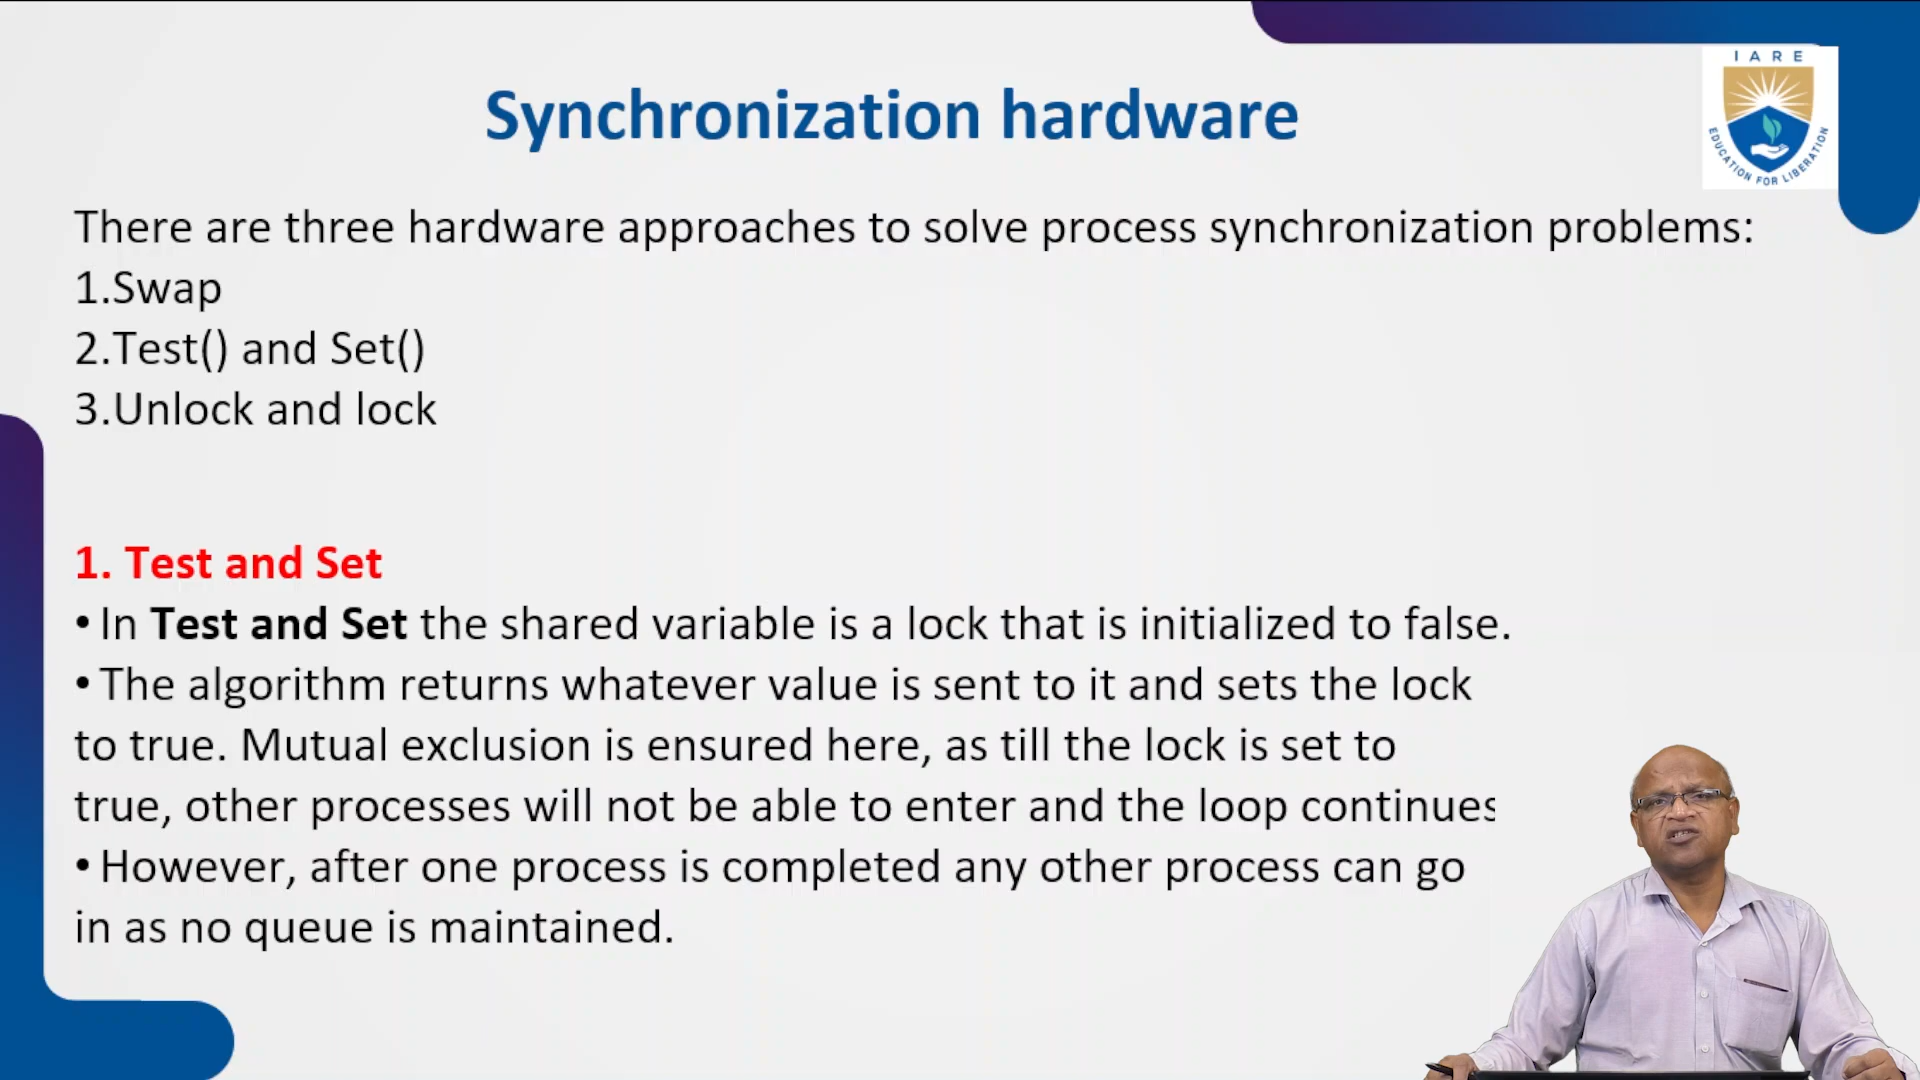 IARE
EDUCATION FOR LIBERATION
Synchronization hardware
There are three hardware approaches to solve process synchronization problems:
1.Swap
2.Test() and Set()
3.Unlock and lock
1. Test and Set
• In Test and Set the shared variable is a lock that is initialized to false.
• The algorithm returns whatever value is sent to it and sets the lock
to true. Mutual exclusion is ensured here, as till the lock is set to
true, other processes will not be able to enter and the loop continues
• However, after one process is completed any other process can go
in as no queue is maintained.